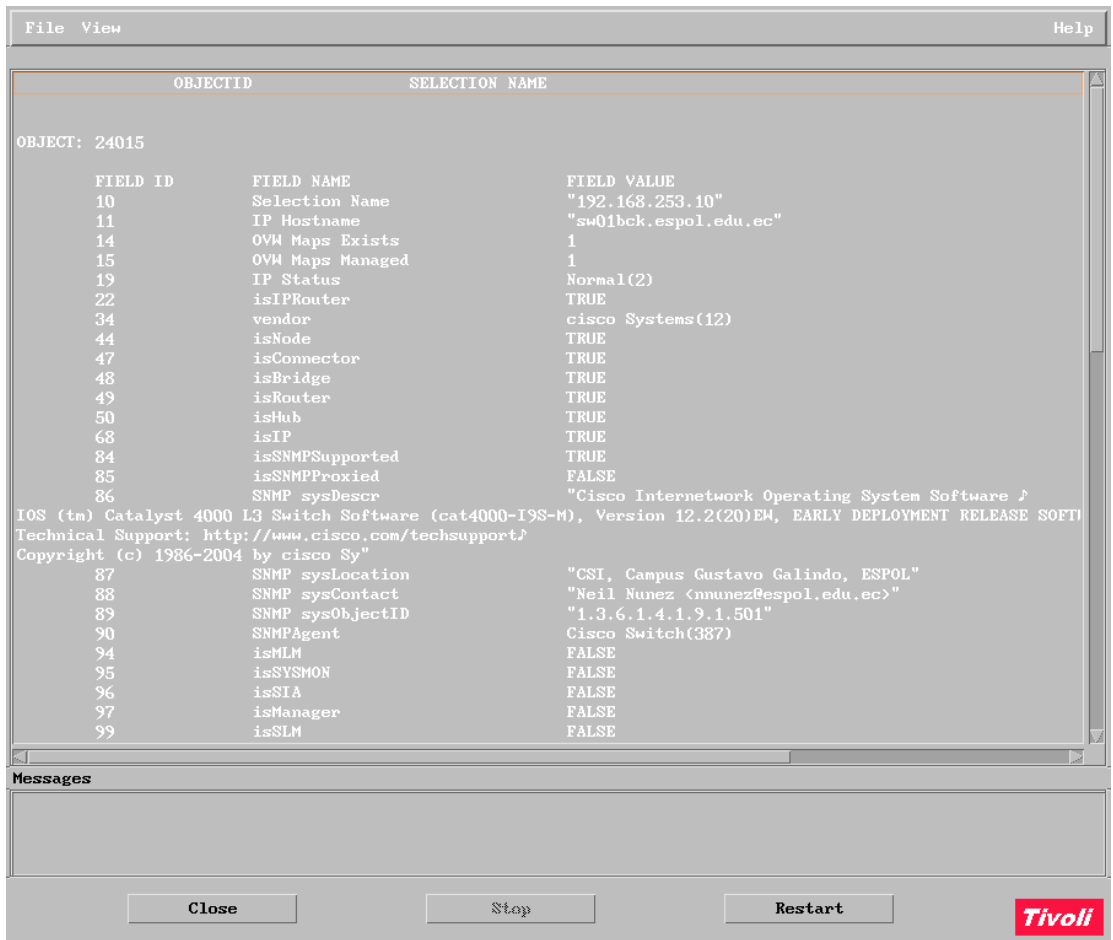 File View Help
OBJECTID SELECTION NAME
OBJECT: 24015
FIELD ID FIELD NAME FIELD VALUE
10 Selection Name "192.168.253.10"
11 IP Hostname "sw01bck.espol.edu.ec"
14 OVW Maps Exists 1
15 OVW Maps Managed 1
19 IP Status Normal(2)
22 isIPRouter TRUE
34 vendor cisco Systems(12)
44 isNode TRUE
47 isConnector TRUE
48 isBridge TRUE
49 isRouter TRUE
50 isHub TRUE
68 isIP TRUE
84 isSNMPSupported TRUE
85 isSNMPProxied FALSE
86 SNMP sysDescr "Cisco Internetwork Operating System Software ♪
IOS (tm) Catalyst 4000 L3 Switch Software (cat4000-I9S-M), Version 12.2(20)EW, EARLY DEPLOYMENT RELEASE SOFT
Technical Support: http://www.cisco.com/techsupport♪
Copyright (c) 1986-2004 by cisco Sy"
87 SNMP sysLocation "CSI, Campus Gustavo Galindo, ESPOL"
88 SNMP sysContact "Neil Nunez <nnunez@espol.edu.ec>"
89 SNMP sysObjectID "1.3.6.1.4.1.9.1.501"
90 SNMPAgent Cisco Switch(387)
94 isMLM FALSE
95 isSYSMON FALSE
96 isSIA FALSE
97 isManager FALSE
99 isSLM FALSE
Messages
Close Stop Restart
Tivoli